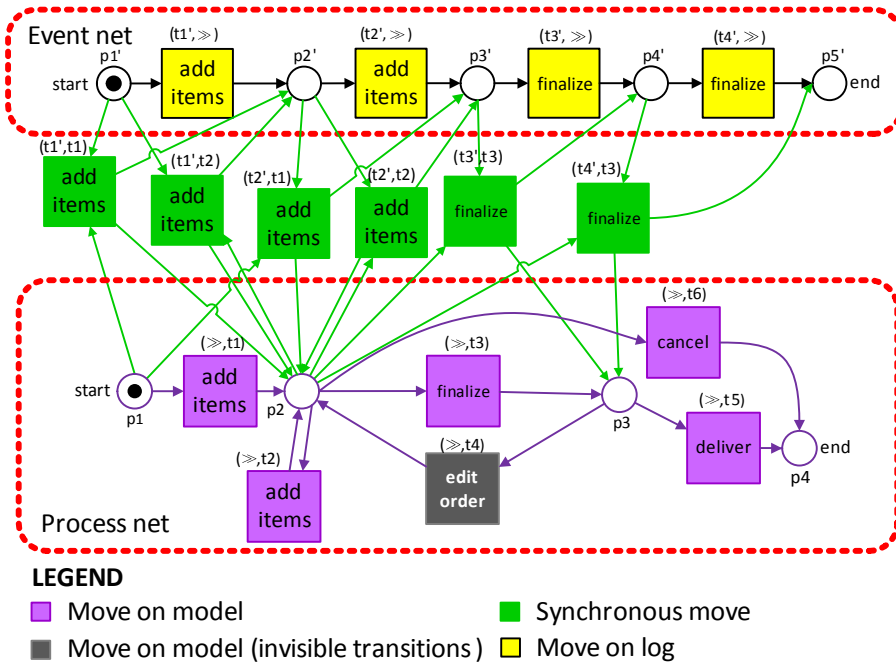 Event net
(t1', ≫)
(t2', ≫)
(t3', ≫)
(t4', ≫)
p1'
p2'
p3'
p4'
p5'
start
add
items
add
items
finalize
finalize
end
(t1',t1)
(t1',t2)
(t2',t1)
(t2',t2)
(t3',t3)
(t4',t3)
add
items
add
items
add
items
add
items
finalize
finalize
(≫,t6)
cancel
(≫,t1)
(≫,t3)
start
add
items
p1
p2
finalize
p3
(≫,t5)
deliver
end
p4
(≫,t2)
add
items
(≫,t4)
edit
order
Process net
LEGEND
Move on model
Synchronous move
Move on model (invisible transitions )
Move on log